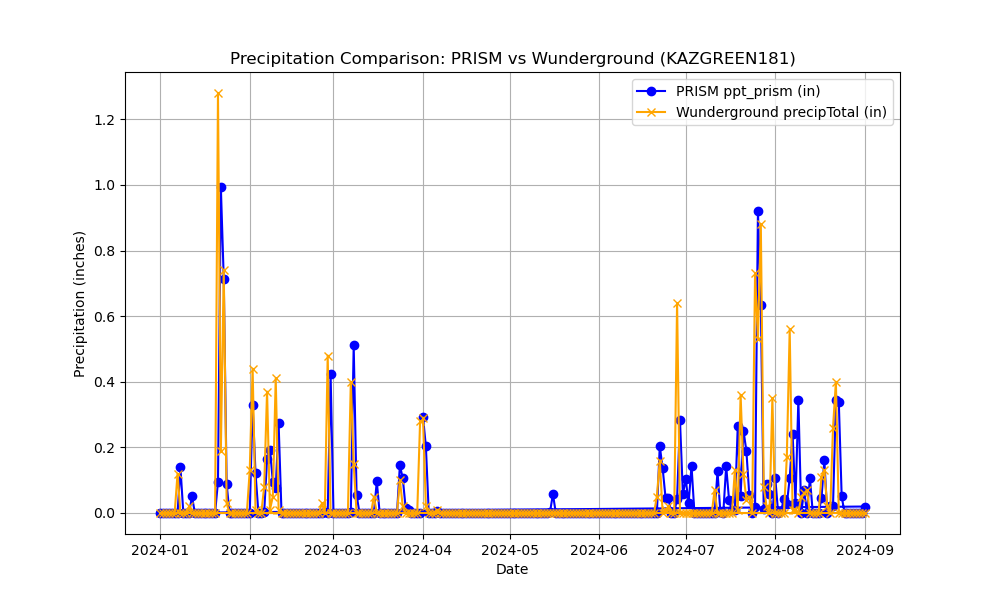 Precipitation Comparison: PRISM vs Wunderground (KAZGREEN181)
PRISM ppt_prism (in)
Wunderground precipTotal (in)
Precipitation (inches)
1.2
1.0
0.8
0.6
0.4
0.2
0.0
2024-01 2024-02 2024-03 2024-04 2024-05 2024-06 2024-07 2024-08 2024-09
Date